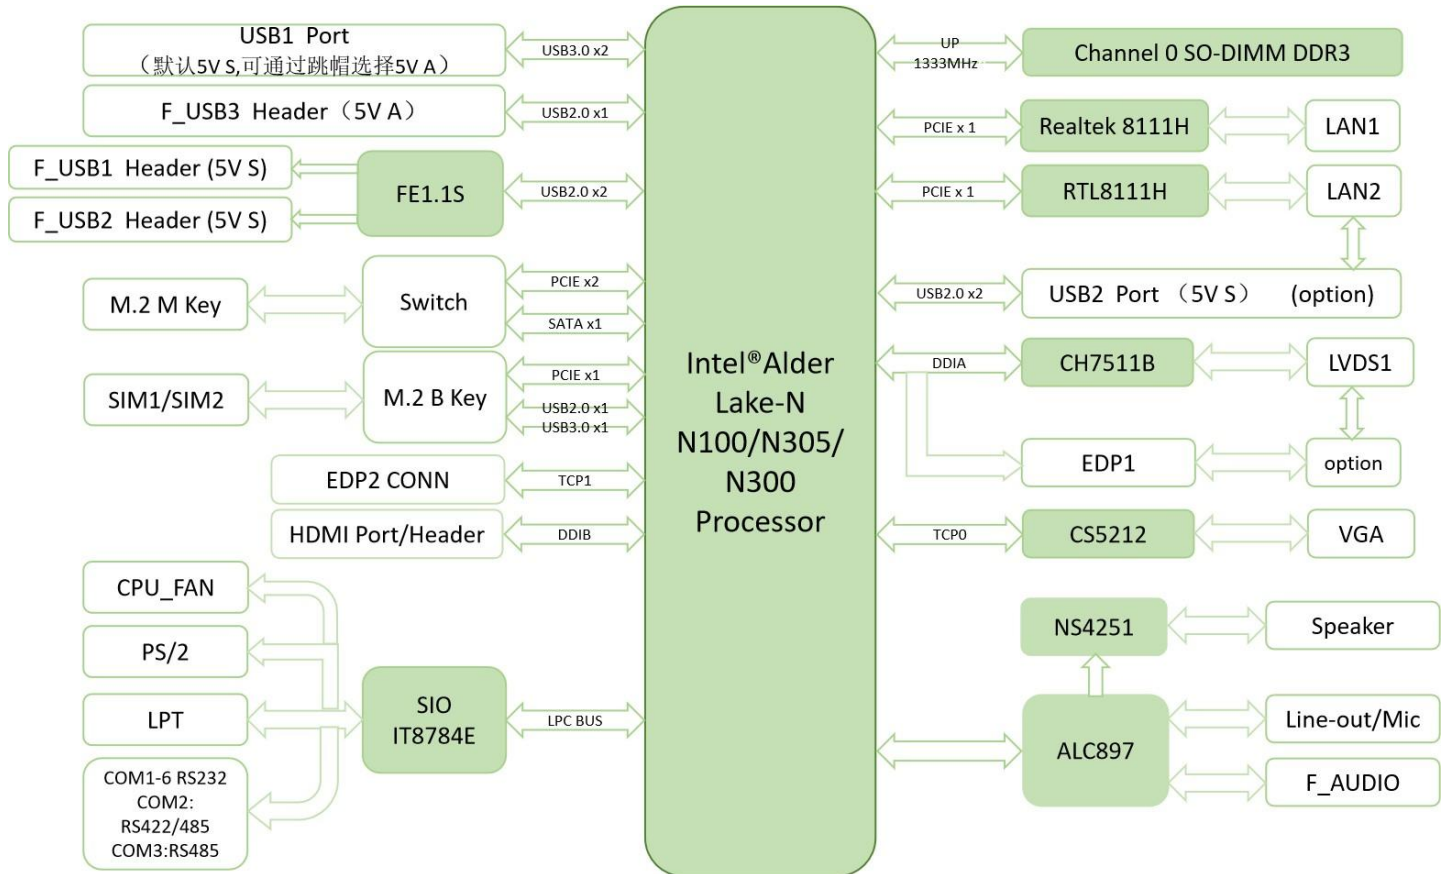 USB1 Port
（默认5V S,可通过跳帽选择5V A）
USB3.0 x2
F_USB3 Header（5V A）
USB2.0 x1
F_USB1 Header (5V S)
F_USB2 Header (5V S)
FE1.1S
USB2.0 x2
M.2 M Key
Switch
PCIE x2
SATA x1
SIM1/SIM2
M.2 B Key
PCIE x1
USB2.0 x1
USB3.0 x1
EDP2 CONN
TCP1
HDMI Port/Header
DDIB
CPU_FAN
PS/2
LPT
COM1-6 RS232
COM2:
RS422/485
COM3:RS485
SIO
IT8784E
LPC BUS
Intel®Alder
Lake-N
N100/N305/
N300
Processor
UP
1333MHz
Channel 0 SO-DIMM DDR3
PCIE x 1
Realtek 8111H
LAN1
PCIE x 1
RTL8111H
LAN2
USB2.0 x2
USB2 Port （5V S） (option)
DDIA
CH7511B
LVDS1
EDP1
option
TCP0
CS5212
VGA
NS4251
Speaker
ALC897
Line-out/Mic
F_AUDIO